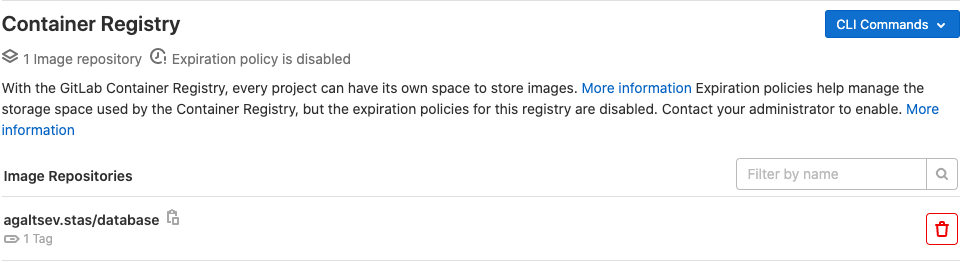 Container Registry
CLI Commands
1 Image repository Expiration policy is disabled
With the GitLab Container Registry, every project can have its own space to store images. More information Expiration policies help manage the
storage space used by the Container Registry, but the expiration policies for this registry are disabled. Contact your administrator to enable. More
information
Image Repositories
Filter by name
agaltsev.stas/database
1 Tag